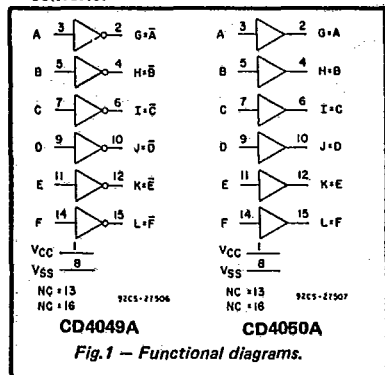 A 3 2 G=A̅
B 5 4 H=B̅
C 7 6 I=C̅
D 9 10 J=D̅
E 11 12 K=E̅
F 14 15 L=F̅
VCC 1
VSS 8
NC = 13
NC = 16
92CS-27506
CD4049A
A 3 2 G=A
B 5 4 H=B
C 7 6 I=C
D 9 10 J=D
E 11 12 K=E
F 14 15 L=F
VCC 1
VSS 8
NC = 13
NC = 16
92CS-27507
CD4050A
Fig.1 — Functional diagrams.